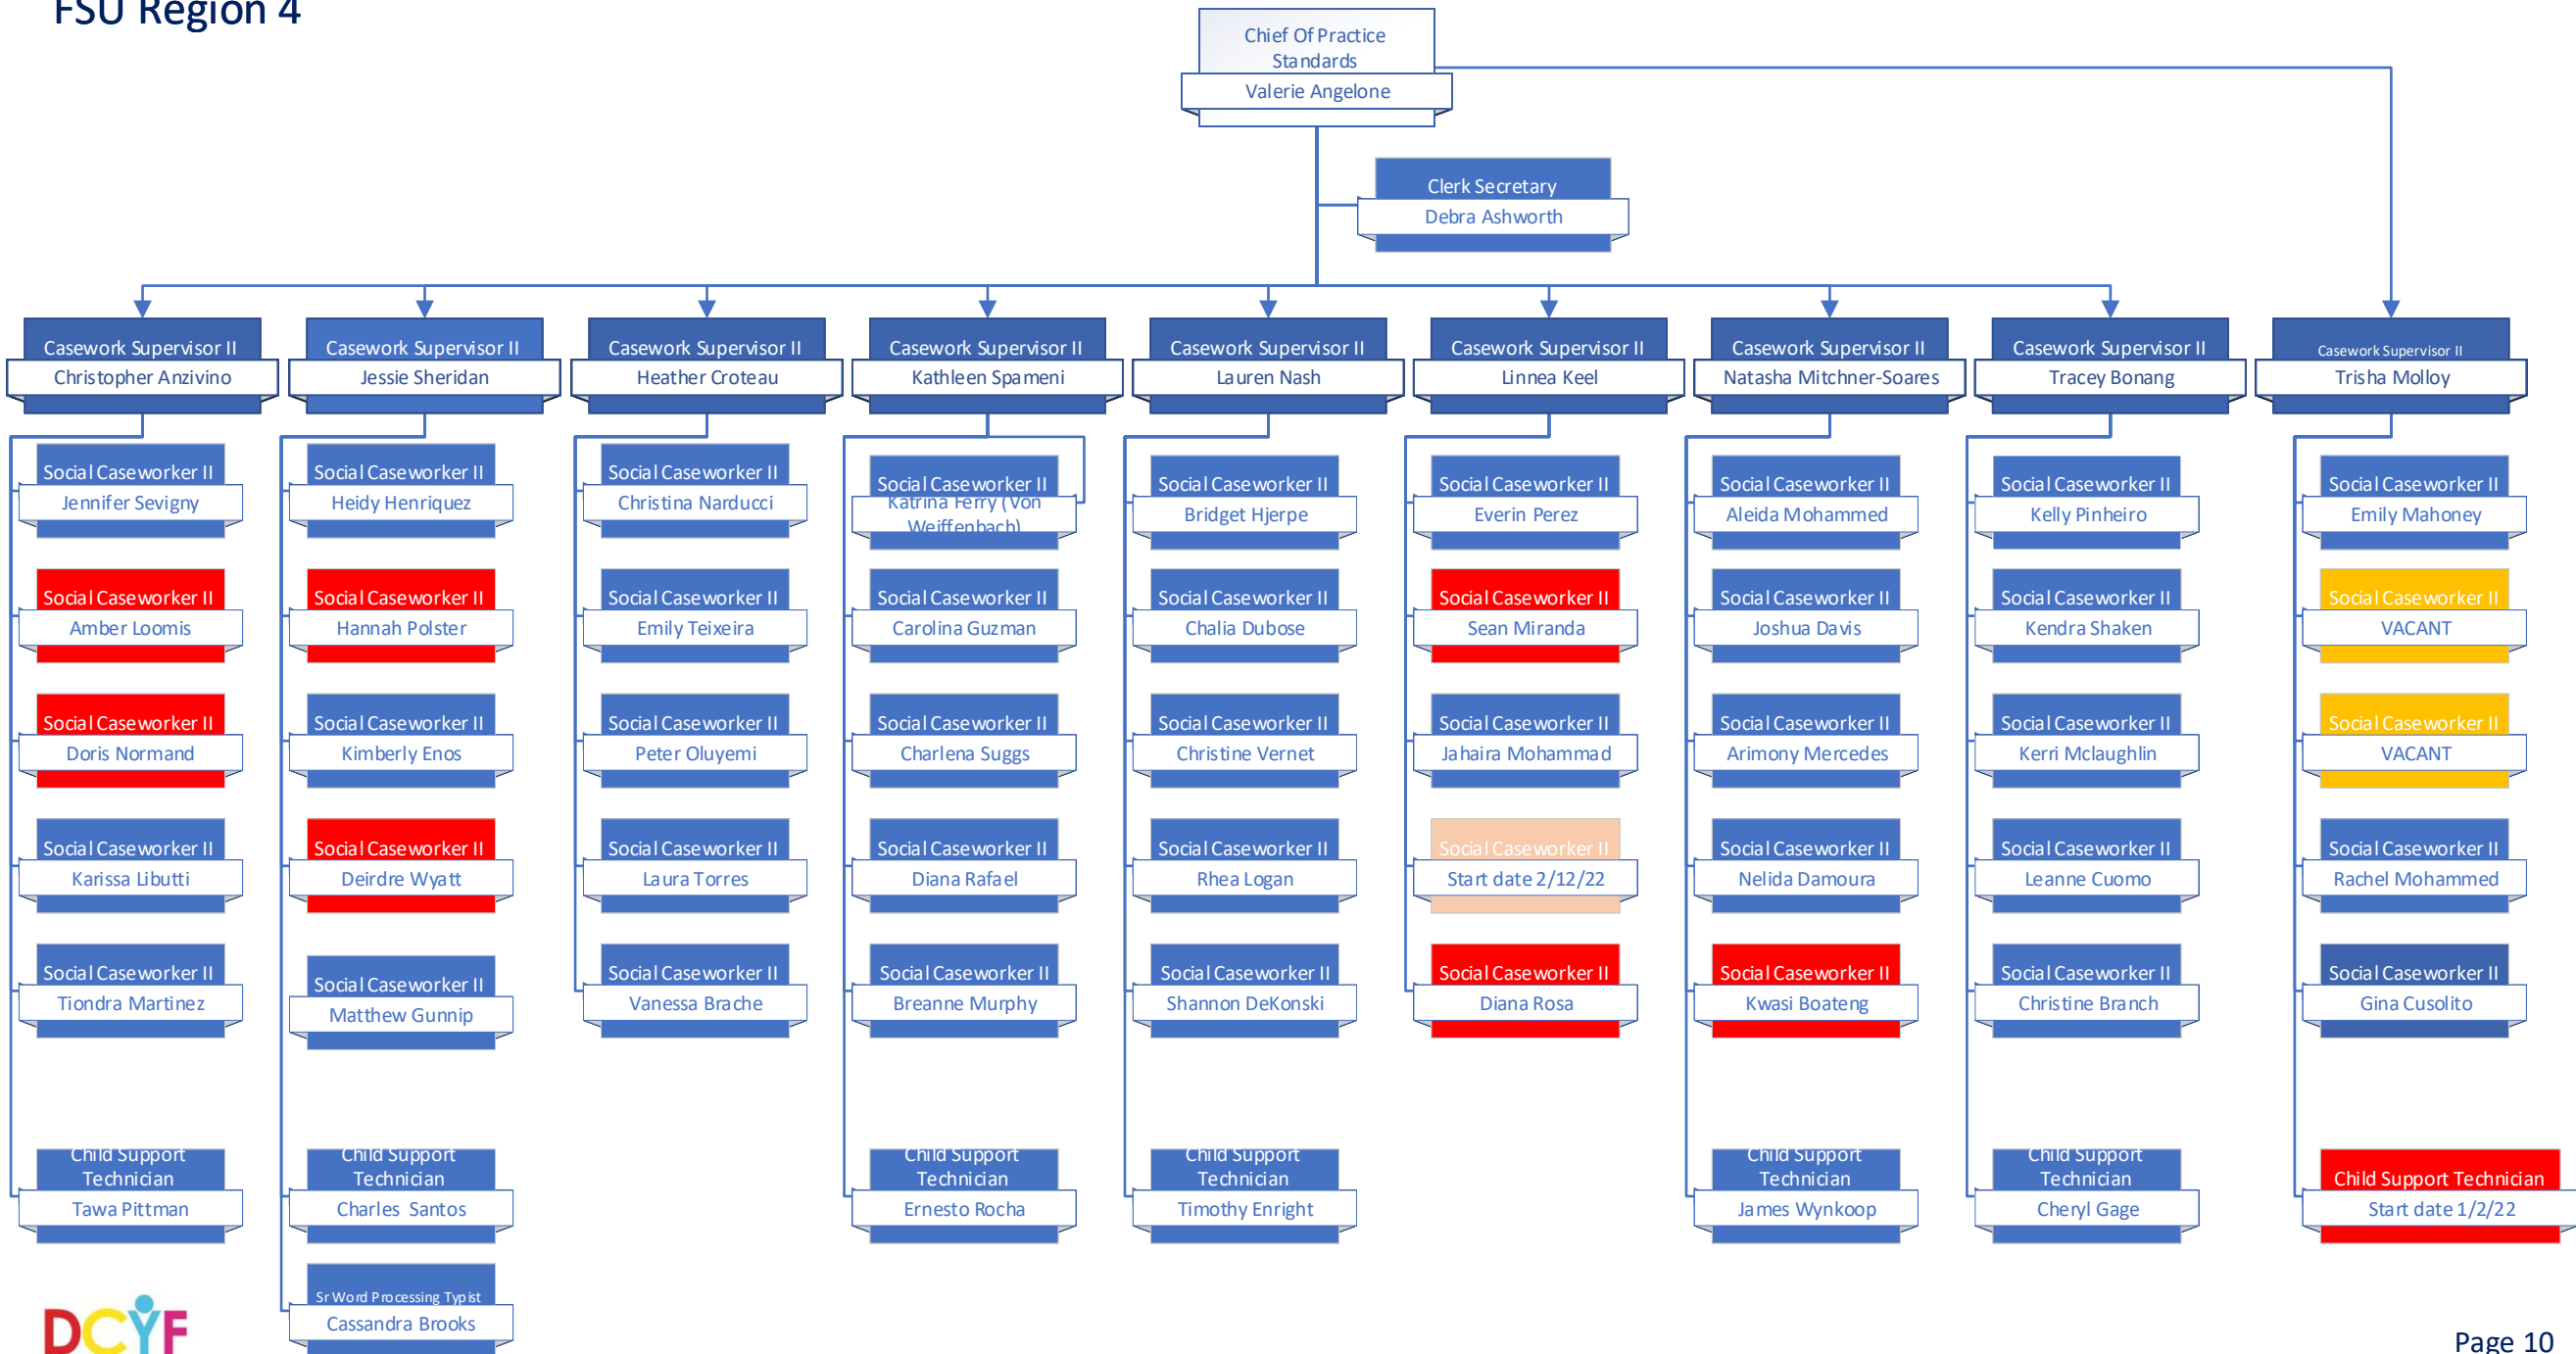 FSU Region 4
Chief Of Practice
Standards
Valerie Angelone
Clerk Secretary
Debra Ashworth
Casework Supervisor II
Christopher Anzivino
Casework Supervisor II
Jessie Sheridan
Casework Supervisor II
Heather Croteau
Casework Supervisor II
Kathleen Spameni
Casework Supervisor II
Lauren Nash
Casework Supervisor II
Linnea Keel
Casework Supervisor II
Natasha Mitchner-Soares
Casework Supervisor II
Tracey Bonang
Casework Supervisor II
Trisha Molloy
Social Caseworker II
Jennifer Sevigny
Social Caseworker II
Heidy Henriquez
Social Caseworker II
Christina Narducci
Social Caseworker II
Katrina Ferry (Von
Weiffenbach)
Social Caseworker II
Bridget Hjerpe
Social Caseworker II
Everin Perez
Social Caseworker II
Aleida Mohammed
Social Caseworker II
Kelly Pinheiro
Social Caseworker II
Emily Mahoney
Social Caseworker II
Amber Loomis
Social Caseworker II
Hannah Polster
Social Caseworker II
Emily Teixeira
Social Caseworker II
Carolina Guzman
Social Caseworker II
Chalia Dubose
Social Caseworker II
Sean Miranda
Social Caseworker II
Joshua Davis
Social Caseworker II
Kendra Shaken
Social Caseworker II
VACANT
Social Caseworker II
Doris Normand
Social Caseworker II
Kimberly Enos
Social Caseworker II
Peter Oluyemi
Social Caseworker II
Charlena Suggs
Social Caseworker II
Christine Vernet
Social Caseworker II
Jahaira Mohammad
Social Caseworker II
Arimony Mercedes
Social Caseworker II
Kerri Mclaughlin
Social Caseworker II
VACANT
Social Caseworker II
Karissa Libutti
Social Caseworker II
Deirdre Wyatt
Social Caseworker II
Laura Torres
Social Caseworker II
Diana Rafael
Social Caseworker II
Rhea Logan
Social Caseworker II
Start date 2/12/22
Social Caseworker II
Nelida Damoura
Social Caseworker II
Leanne Cuomo
Social Caseworker II
Rachel Mohammed
Social Caseworker II
Tiondra Martinez
Social Caseworker II
Matthew Gunnip
Social Caseworker II
Vanessa Brache
Social Caseworker II
Breanne Murphy
Social Caseworker II
Shannon DeKonski
Social Caseworker II
Diana Rosa
Social Caseworker II
Kwasi Boateng
Social Caseworker II
Christine Branch
Social Caseworker II
Gina Cusolito
Child Support
Technician
Tawa Pittman
Child Support
Technician
Charles Santos
Child Support
Technician
Ernesto Rocha
Child Support
Technician
Timothy Enright
Child Support
Technician
James Wynkoop
Child Support
Technician
Cheryl Gage
Child Support Technician
Start date 1/2/22
Sr Word Processing Typist
Cassandra Brooks
DCYF
Page 10